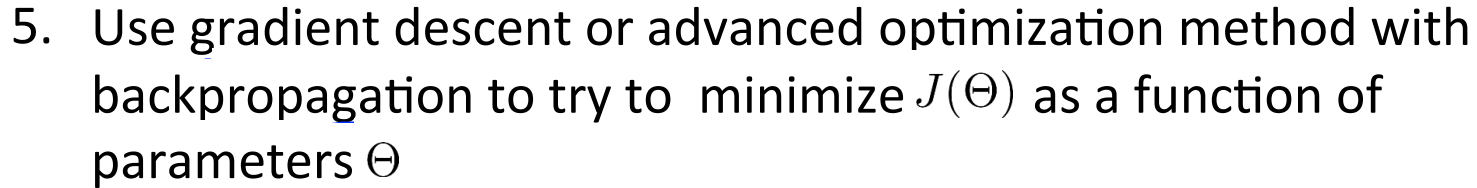 5. Use gradient descent or advanced optimization method with
backpropagation to try to minimize J(Θ) as a function of
parameters Θ